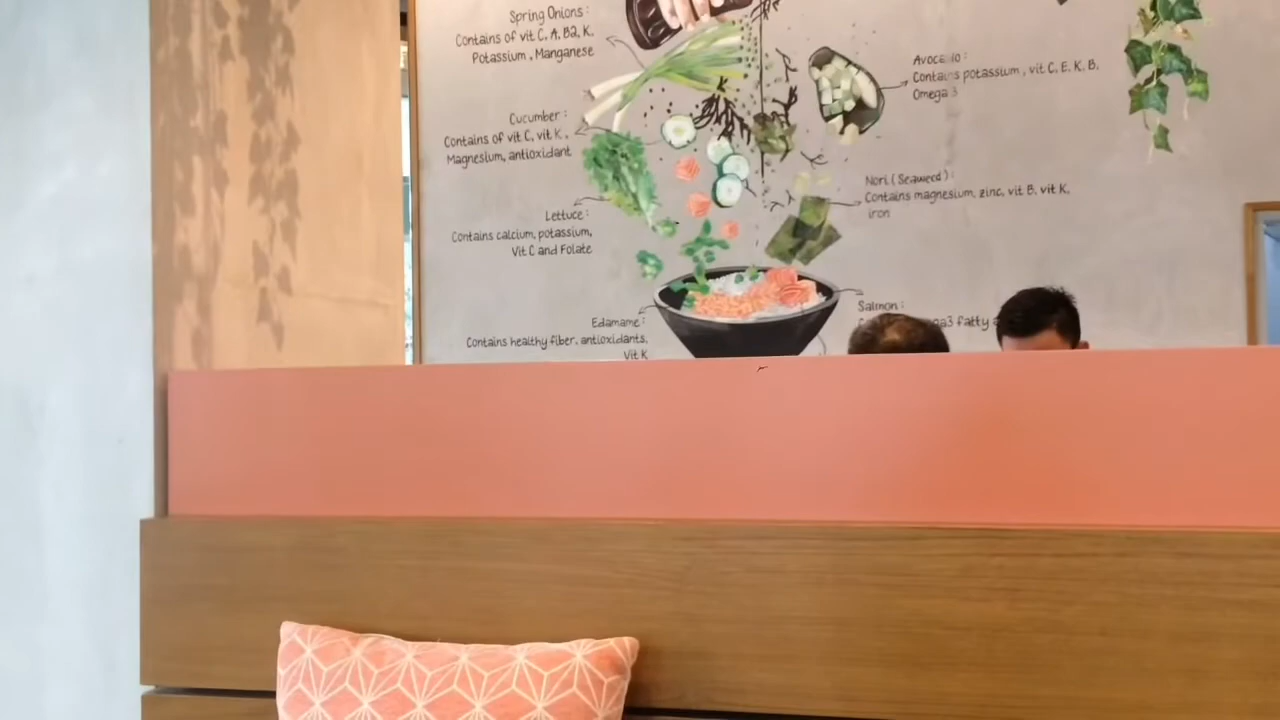 Spring Onions :
Contains of vit C, A, B2, K,
Potassium , Manganese
Cucumber :
Contains of vit C, vit K ,
Magnesium, antioxidant
Lettuce :
Contains calcium, potassium,
Vit C and Folate
Edamame :
Contains healthy fiber, antioxidants,
Vit K
Contains potassium , vit C, E, K, B,
Omega 3
Nori ( Seaweed ) :
Contains magnesium, zinc, vit B, vit K,
iron
Salmon :
fatty